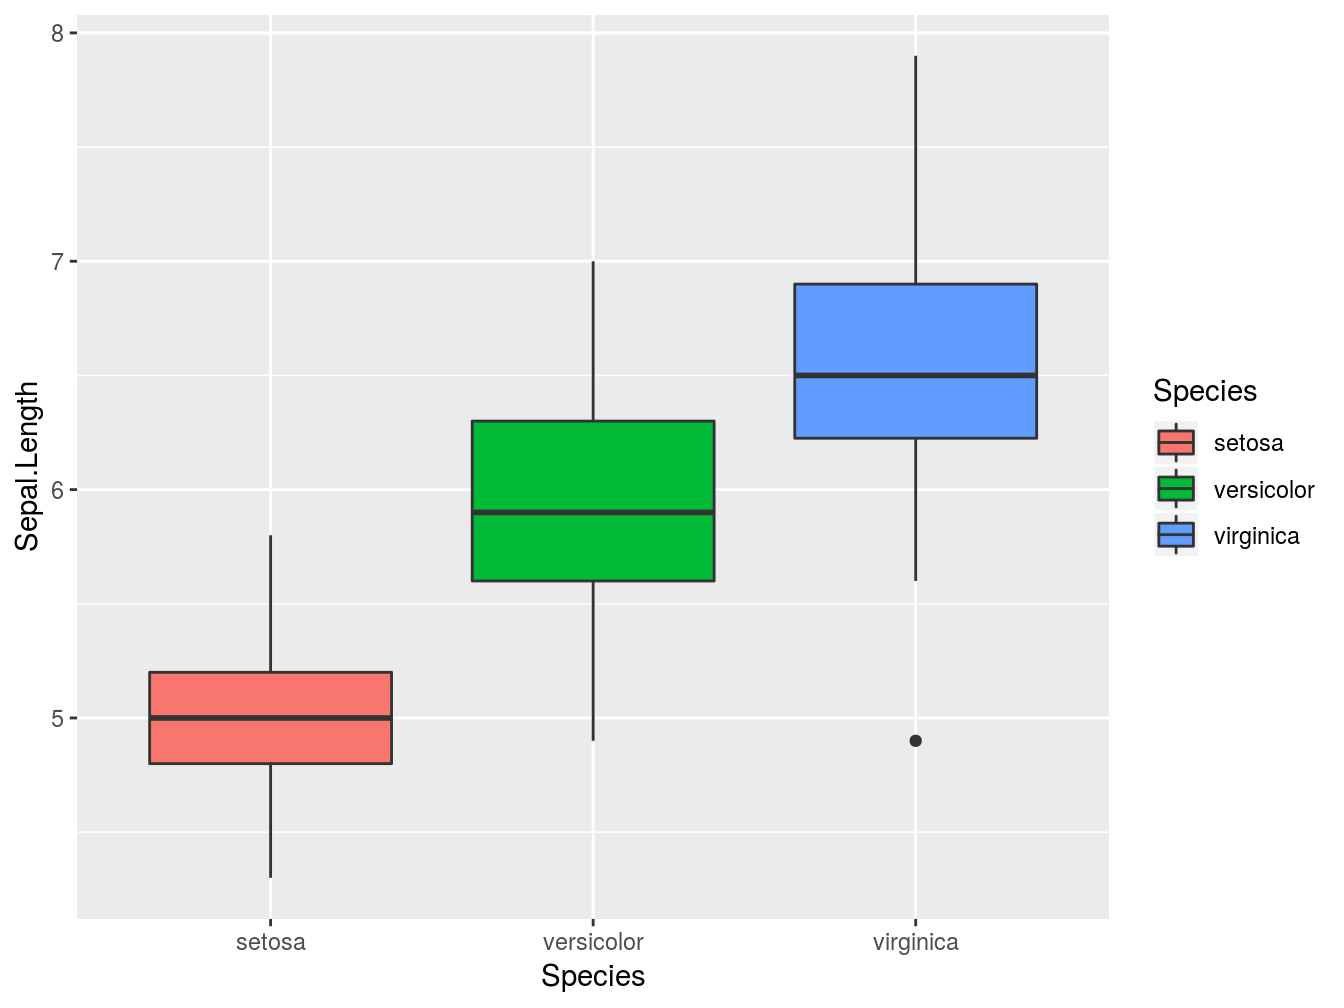 8
7
6
5
Sepal.Length
setosa
versicolor
virginica
Species
Species
setosa
versicolor
virginica